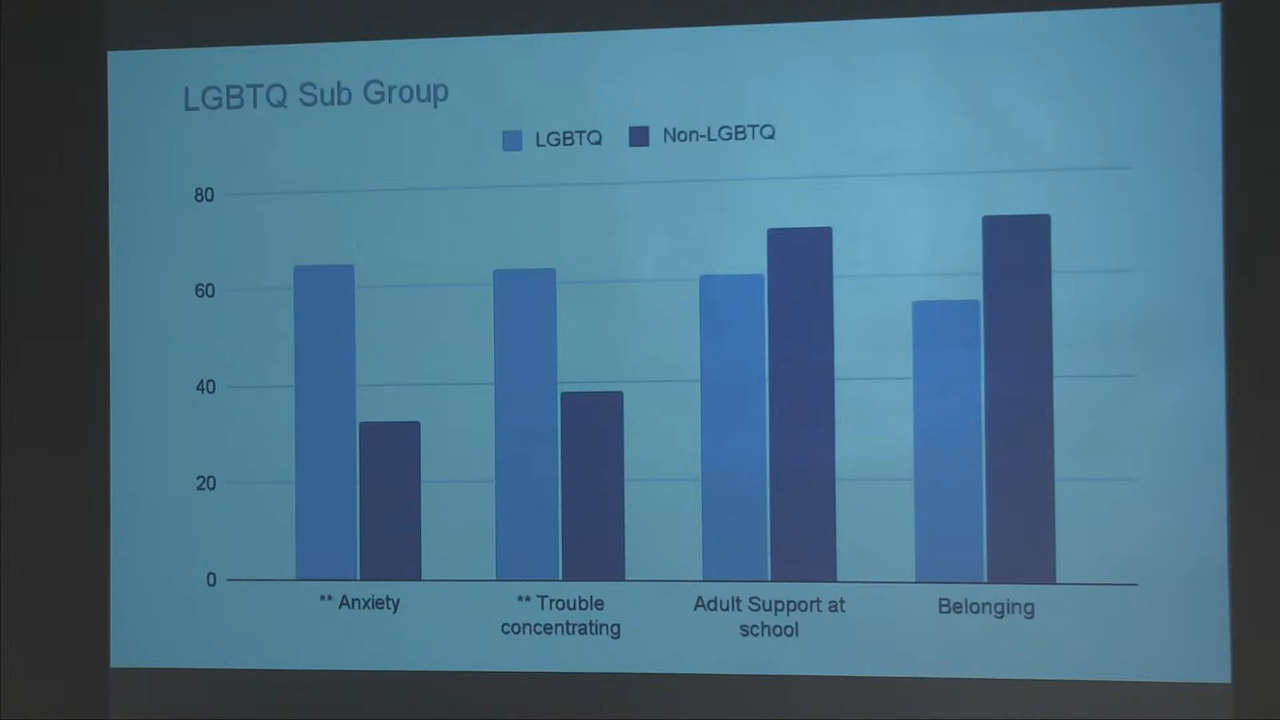 LGBTQ Sub Group
LGBTQ
Non-LGBTQ
80
60
40
20
0
** Anxiety
** Trouble
concentrating
Adult Support at
school
Belonging